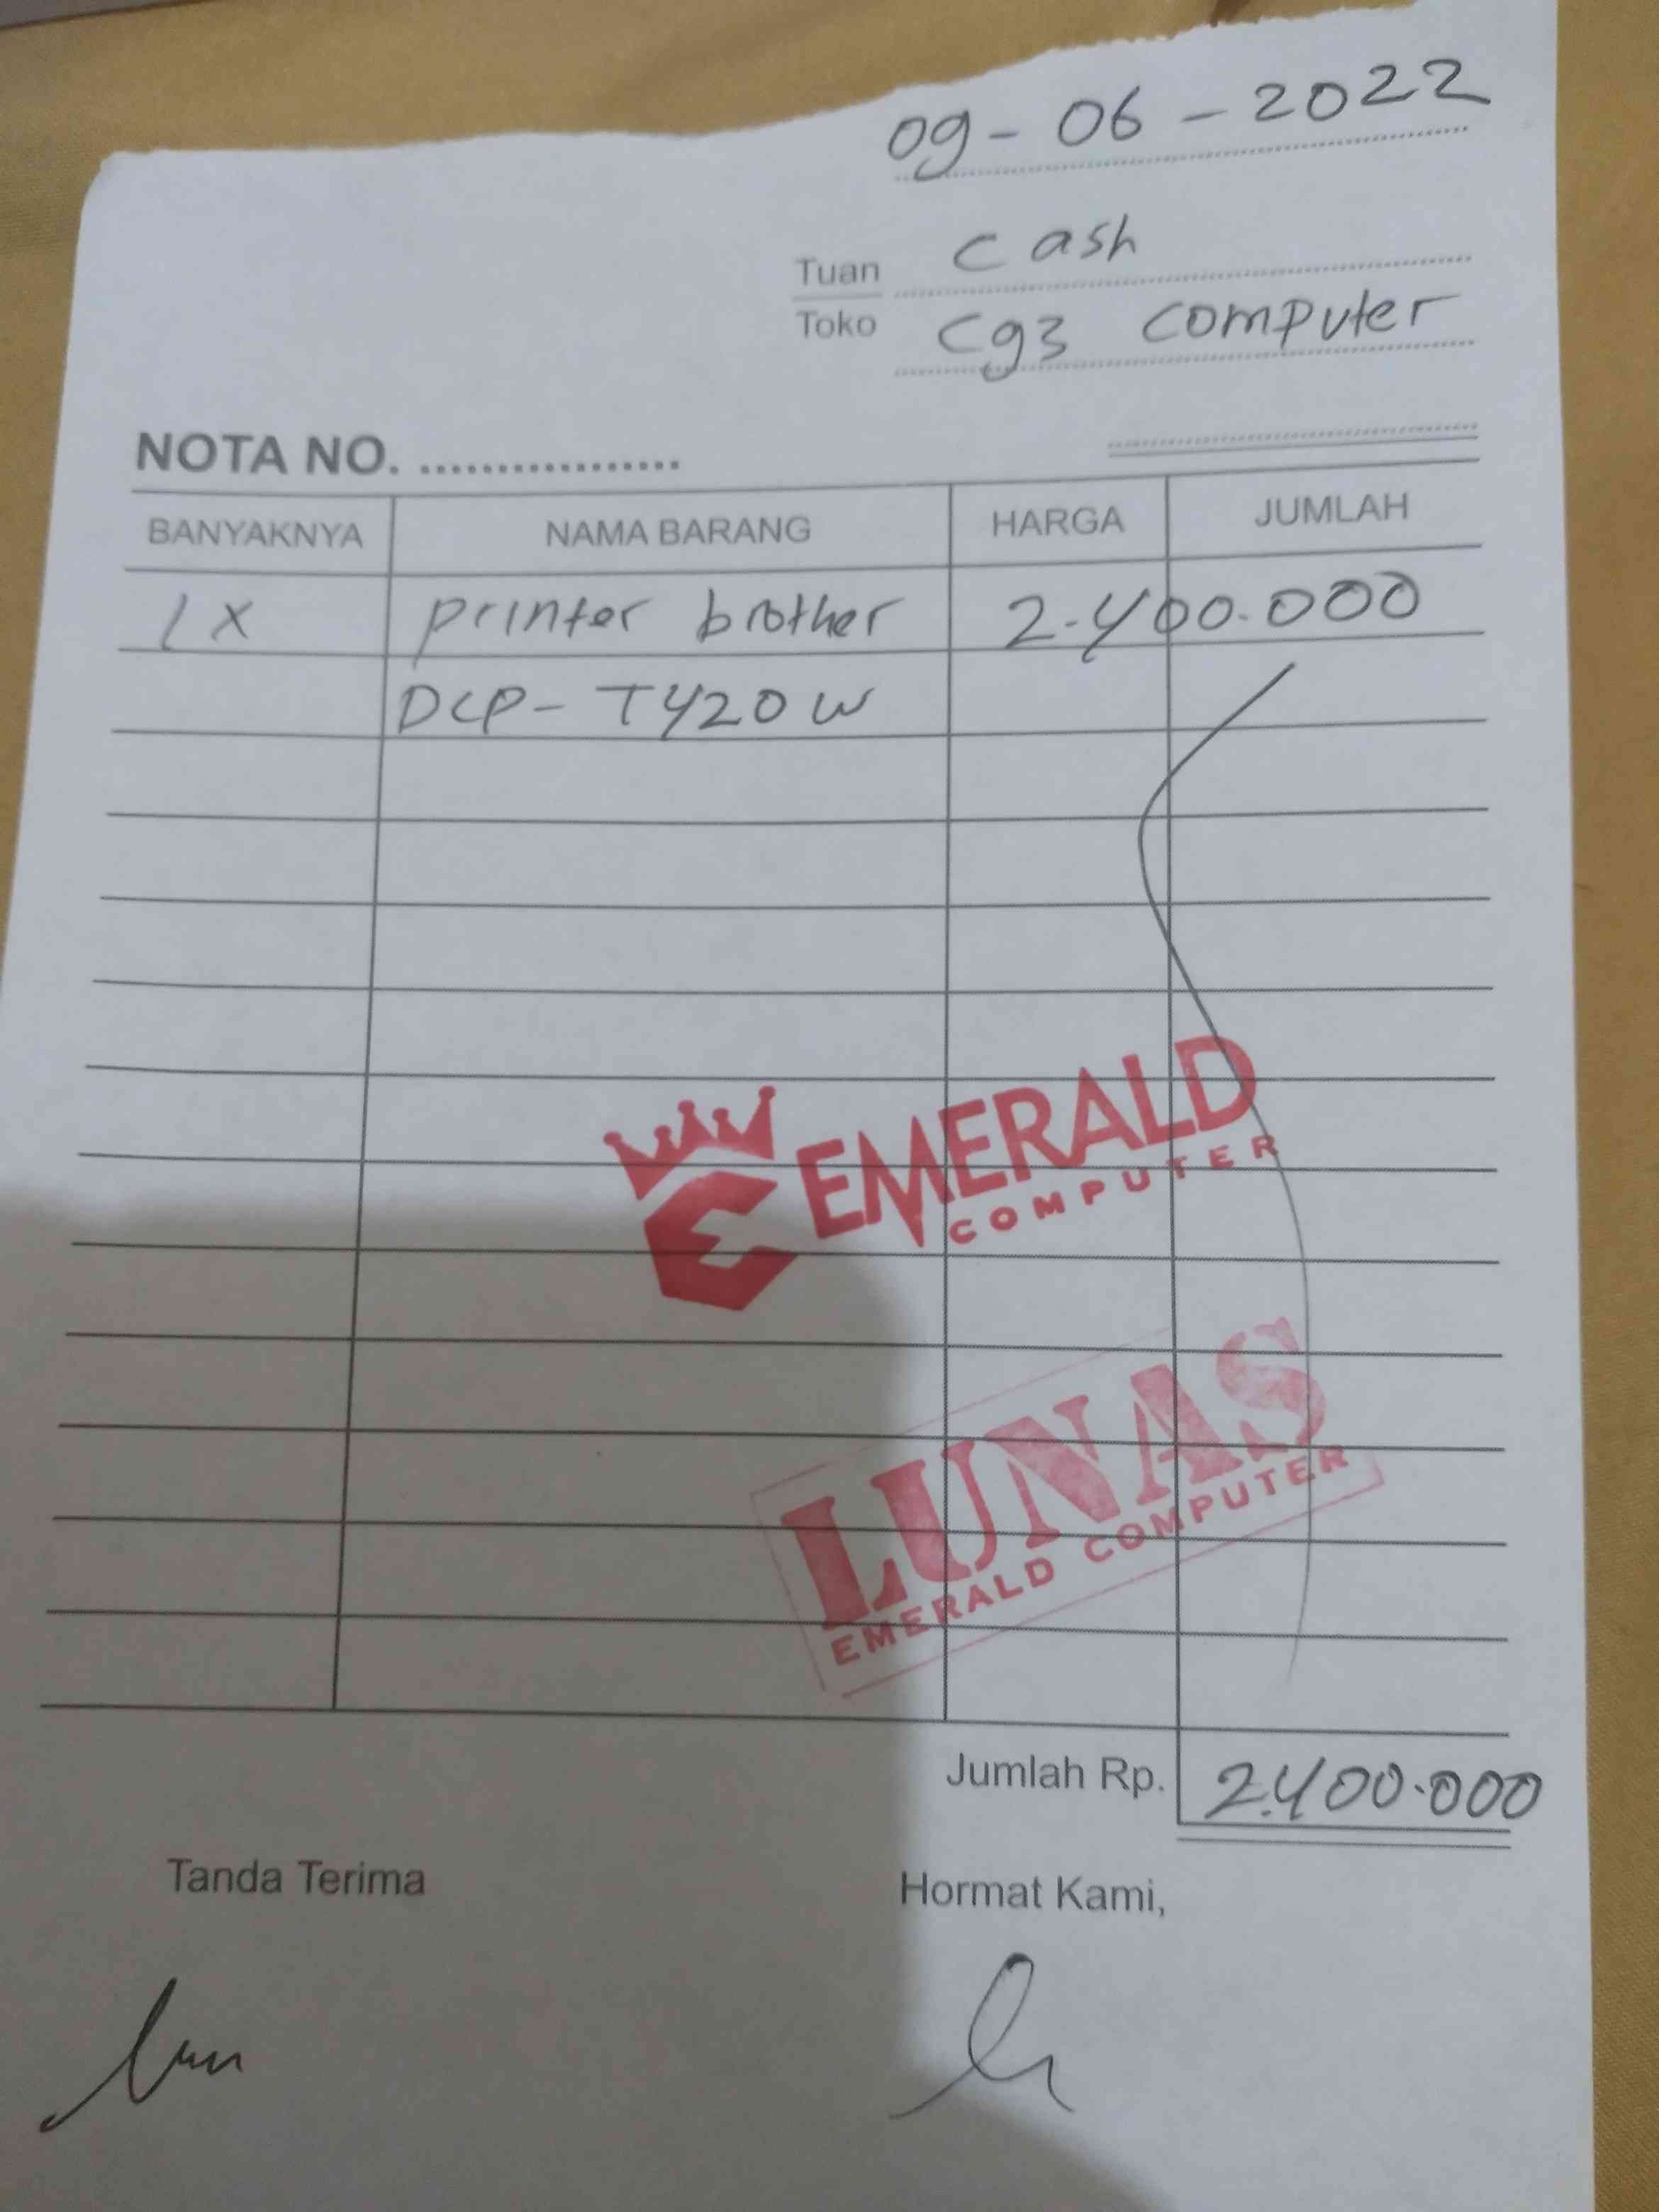 09-06-2022
Tuan cash
Toko cg3 computer
NOTA NO. .................
BANYAKNYA NAMA BARANG HARGA JUMLAH
1x printer brother 2.400.000
DCP-T420W
EMERALD
COMPUTER
LUNAS
EMERALD COMPUTER
Jumlah Rp. 2.400.000
Tanda Terima Hormat Kami,